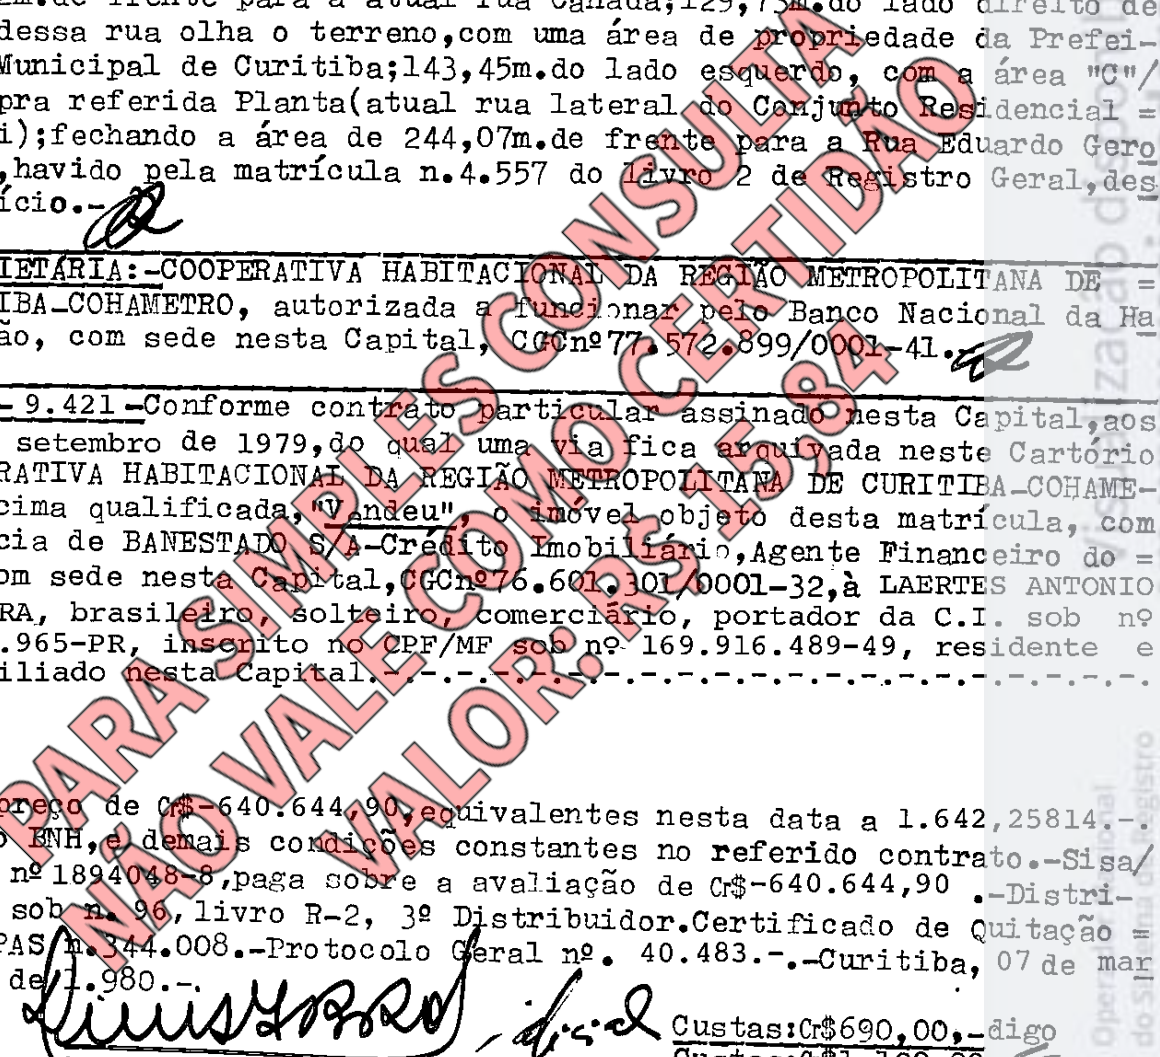 m.de frente para a atual rua Canadá;129,75m.do lado direito de
dessa rua olha o terreno,com uma área de propriedade da Prefei-
Municipal de Curitiba;143,45m.do lado esquerdo, com a área "C"/
pra referida Planta(atual rua lateral do Conjunto Residencial =
i);fechando a área de 244,07m.de frente para a Rua Eduardo Gero
,havido pela matrícula n.4.557 do livro 2 de Registro Geral,des
ício.-
IETÁRIA:-COOPERATIVA HABITACIONAL DA REGIÃO METROPOLITANA DE =
IBA-COHAMETRO, autorizada a funcionar pelo Banco Nacional da Ha
ão, com sede nesta Capital, CGCnº77.572.899/0001-41.-
- 9.421-Conforme contrato particular assinado nesta Capital,aos
setembro de 1979,do qual uma via fica arquivada neste Cartório
RATIVA HABITACIONAL DA REGIÃO METROPOLITANA DE CURITIBA-COHAME-
cima qualificada,"Vendeu", o imóvel objeto desta matrícula, com
cia de BANESTADO S/A-Crédito Imobiliário,Agente Financeiro do =
om sede nesta Capital,CGCnº76.601.301/0001-32,à LAERTES ANTONIO
RA, brasileiro, solteiro, comerciário, portador da C.I. sob nº
.965-PR, inscrito no CPF/MF sob nº 169.916.489-49, residente e
iliado nesta Capital.-.-.-.-.-.-.-.-.-.-.-.-.-.-.-.-.-.-.-.
preço de Cr$-640.644,90,equivalentes nesta data a 1.642,25814.-.
o BNH,e demais condições constantes no referido contrato.-Sisa/
nº 1894048-8,paga sobre a avaliação de Cr$-640.644,90 .-Distri-
sob n. 96,livro R-2, 3º Distribuidor.Certificado de Quitação =
PAS n.344.008.-Protocolo Geral nº. 40.483.-.-Curitiba, 07 de mar
de 1.980.-.
Custas:Cr$690,00,-digo
PARA SIMPLES CONSULTA
NÃO VALE COMO CERTIDÃO
VALOR: R$ 15,84
Visualização disponib
Operador Nacional
do Sistema de Registro